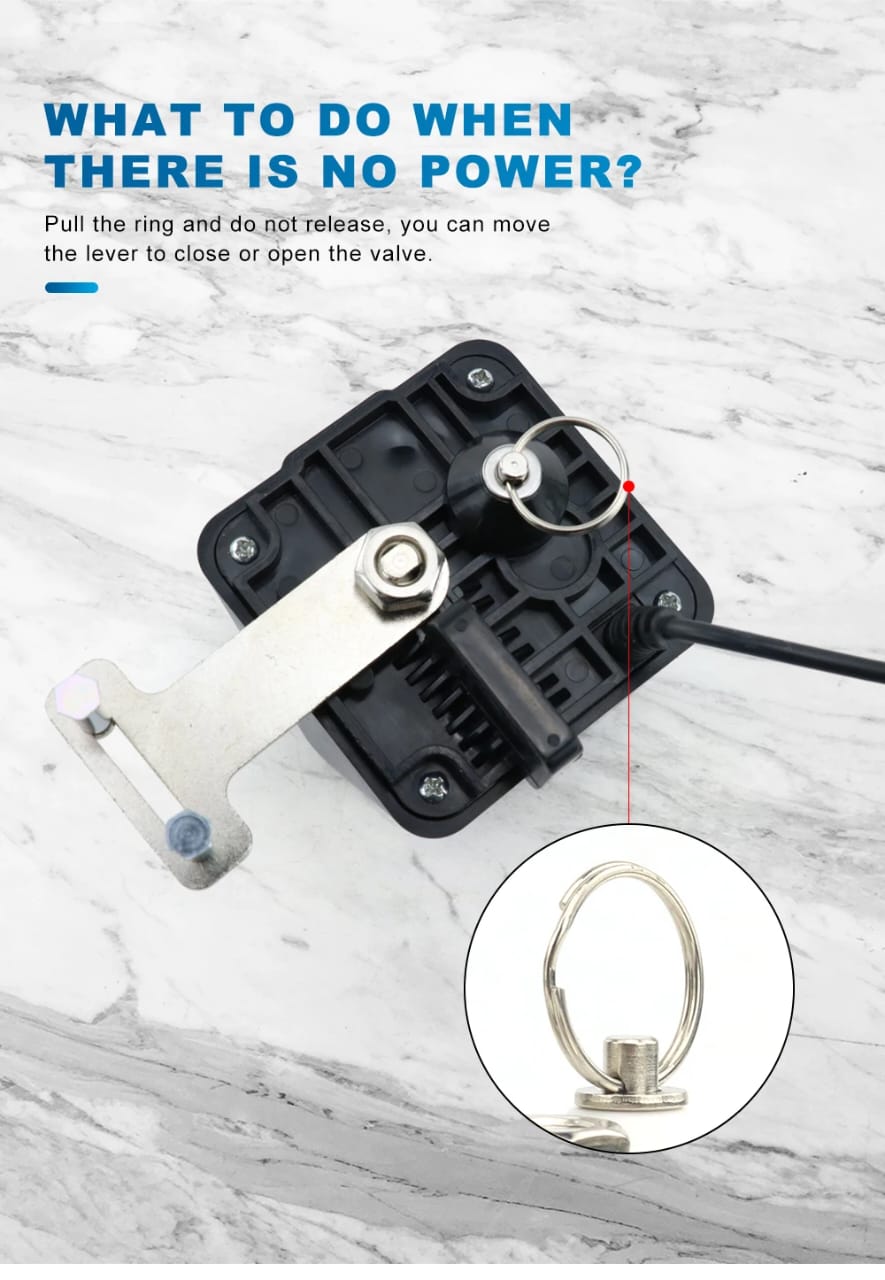 WHAT TO DO WHEN
THERE IS NO POWER?
Pull the ring and do not release, you can move
the lever to close or open the valve.